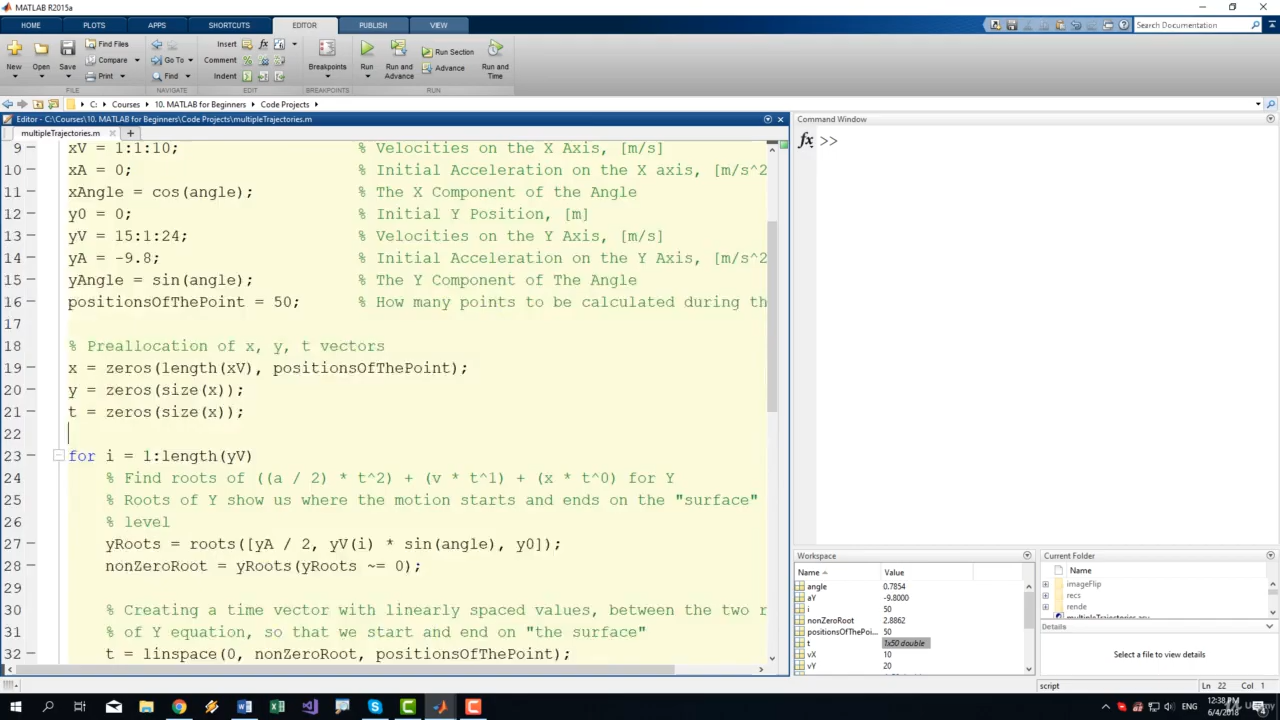 MATLAB R2015a
HOME PLOTS APPS SHORTCUTS EDITOR PUBLISH VIEW Search Documentation
New Open Save Find Files Compare Print Go To Find Insert Comment Indent Breakpoints Run Run and Advance Run Section Advance Run and Time
FILE NAVIGATE EDIT BREAKPOINTS RUN
C: Courses 10. MATLAB for Beginners Code Projects
Editor - C:\Courses\10. MATLAB for Beginners\Code Projects\multipleTrajectories.m
multipleTrajectories.m
9 xV = 1:1:10; % Velocities on the X Axis, [m/s]
10 xA = 0; % Initial Acceleration on the X axis, [m/s^2
11 xAngle = cos(angle); % The X Component of the Angle
12 y0 = 0; % Initial Y Position, [m]
13 yV = 15:1:24; % Velocities on the Y Axis, [m/s]
14 yA = -9.8; % Initial Acceleration on the Y Axis, [m/s^2
15 yAngle = sin(angle); % The Y Component of The Angle
16 positionsOfThePoint = 50; % How many points to be calculated during th
17
18 % Preallocation of x, y, t vectors
19 x = zeros(length(xV), positionsOfThePoint);
20 y = zeros(size(x));
21 t = zeros(size(x));
22
23 for i = 1:length(yV)
24 % Find roots of ((a / 2) * t^2) + (v * t^1) + (x * t^0) for Y
25 % Roots of Y show us where the motion starts and ends on the "surface"
26 % level
27 yRoots = roots([yA / 2, yV(i) * sin(angle), y0]);
28 nonZeroRoot = yRoots(yRoots ~= 0);
29
30 % Creating a time vector with linearly spaced values, between the two r
31 % of Y equation, so that we start and end on "the surface"
32 t = linspace(0, nonZeroRoot, positionsOfThePoint);
Command Window
fx >>
Workspace
Name Value
angle 0.7854
aY -9.8000
i 50
nonZeroRoot 2.8862
positionsOfThePoi... 50
t 1x50 double
vX 10
vY 20
Current Folder
Name
imageFlip
recs
rende
Details
Select a file to view details
script Ln 22 Col 1
ENG 12:38 PM
6/4/2018